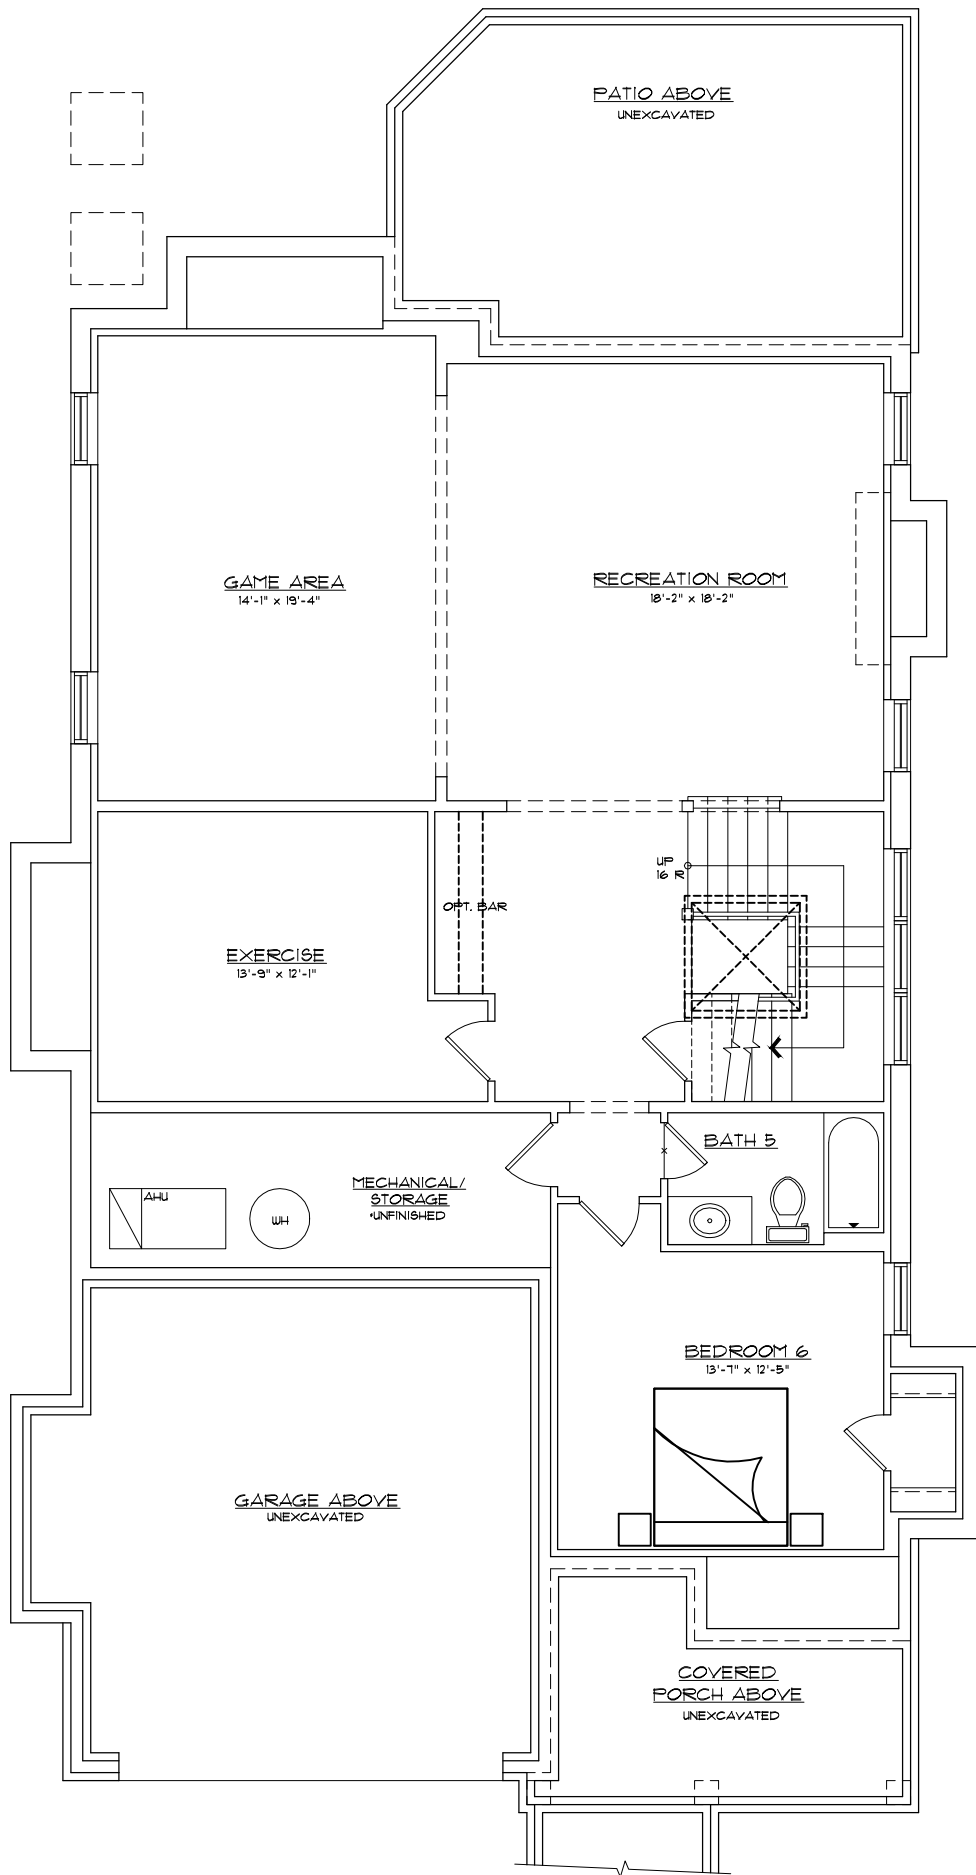 PATIO ABOVE
UNEXCAVATED
GAME AREA
14'-1" x 19'-4"
RECREATION ROOM
18'-2" x 18'-2"
UP
16 R
OPT. BAR
EXERCISE
13'-9" x 12'-1"
BATH 5
MECHANICAL/
STORAGE
*UNFINISHED
AHU
WH
BEDROOM 6
13'-7" x 12'-5"
GARAGE ABOVE
UNEXCAVATED
COVERED
PORCH ABOVE
UNEXCAVATED